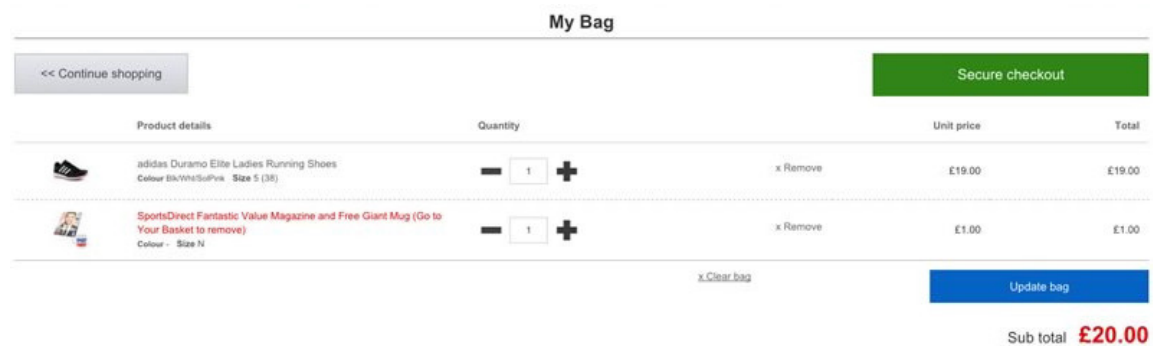 My Bag
<< Continue shopping
Secure checkout
Product details Quantity Unit price Total
adidas Duramo Elite Ladies Running Shoes
Colour Blk/Wht/SolPink Size 5 (38)
1
x Remove
£19.00
£19.00
SportsDirect Fantastic Value Magazine and Free Giant Mug (Go to
Your Basket to remove)
Colour - Size N
1
x Remove
£1.00
£1.00
x Clear bag
Update bag
Sub total £20.00